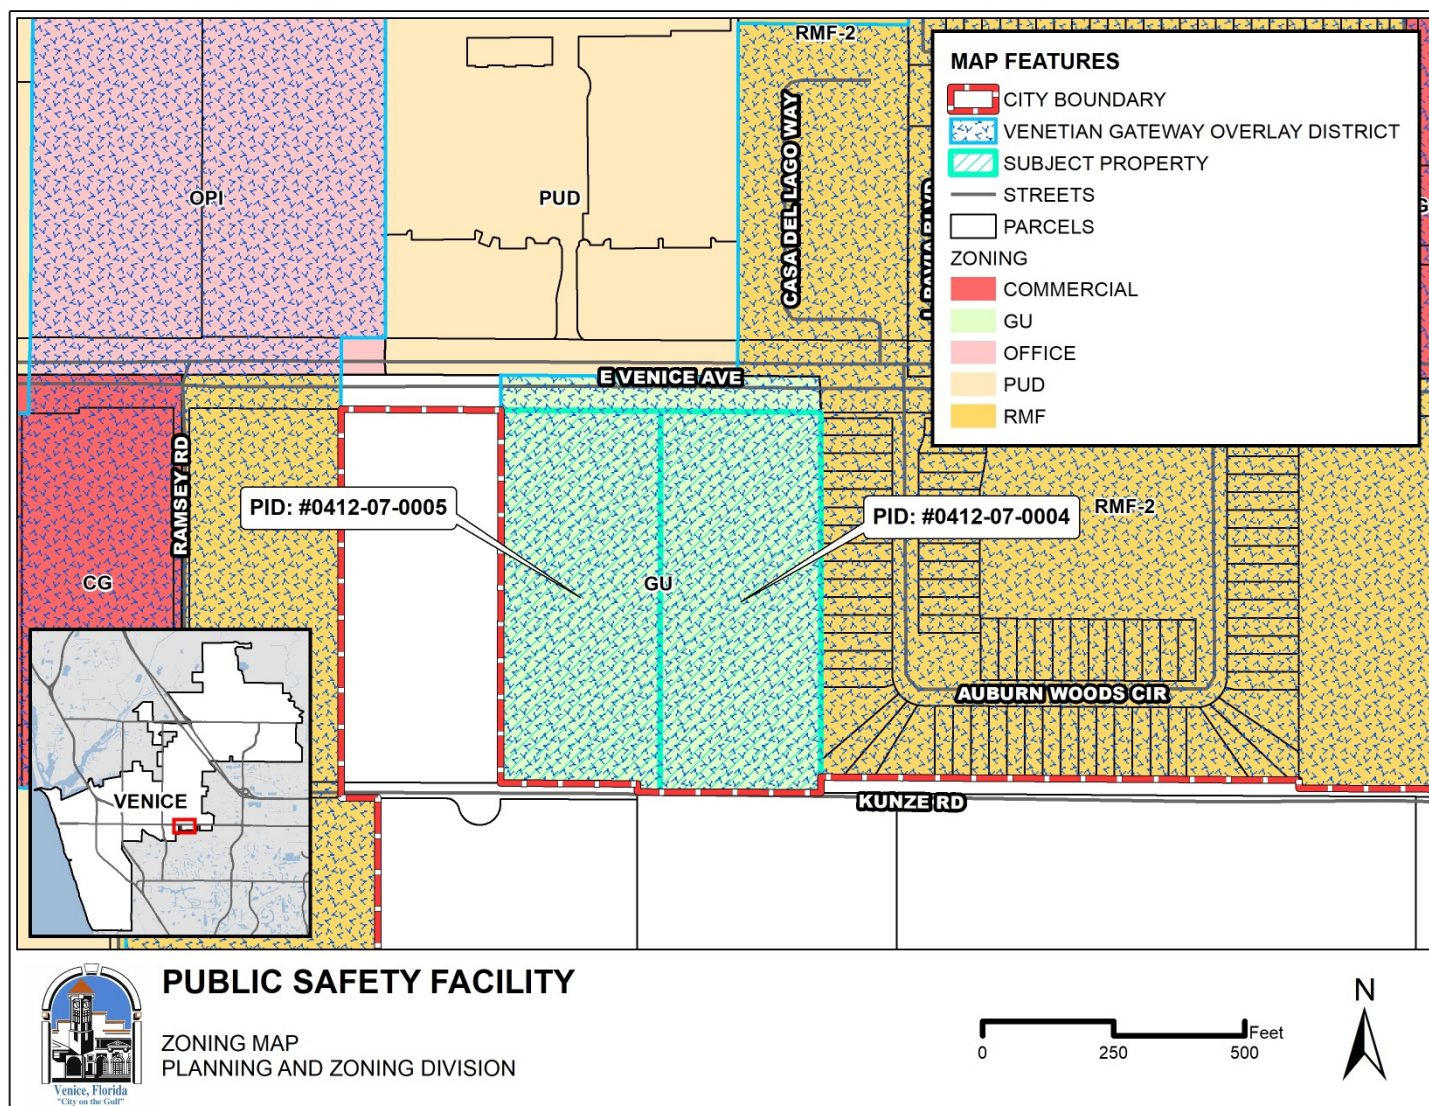 RMF-2
OPI
PUD
CASA DEL LAGO WAY
MAP FEATURES
CITY BOUNDARY
VENETIAN GATEWAY OVERLAY DISTRICT
SUBJECT PROPERTY
STREETS
PARCELS
ZONING
COMMERCIAL
GU
OFFICE
PUD
RMF
E VENICE AVE
RAMSEY RD
PID: #0412-07-0005
PID: #0412-07-0004
RMF-2
CG
GU
AUBURN WOODS CIR
KUNZE RD
VENICE
PUBLIC SAFETY FACILITY
ZONING MAP
PLANNING AND ZONING DIVISION
Venice, Florida
"City on the Gulf"
N
Feet
0 250 500